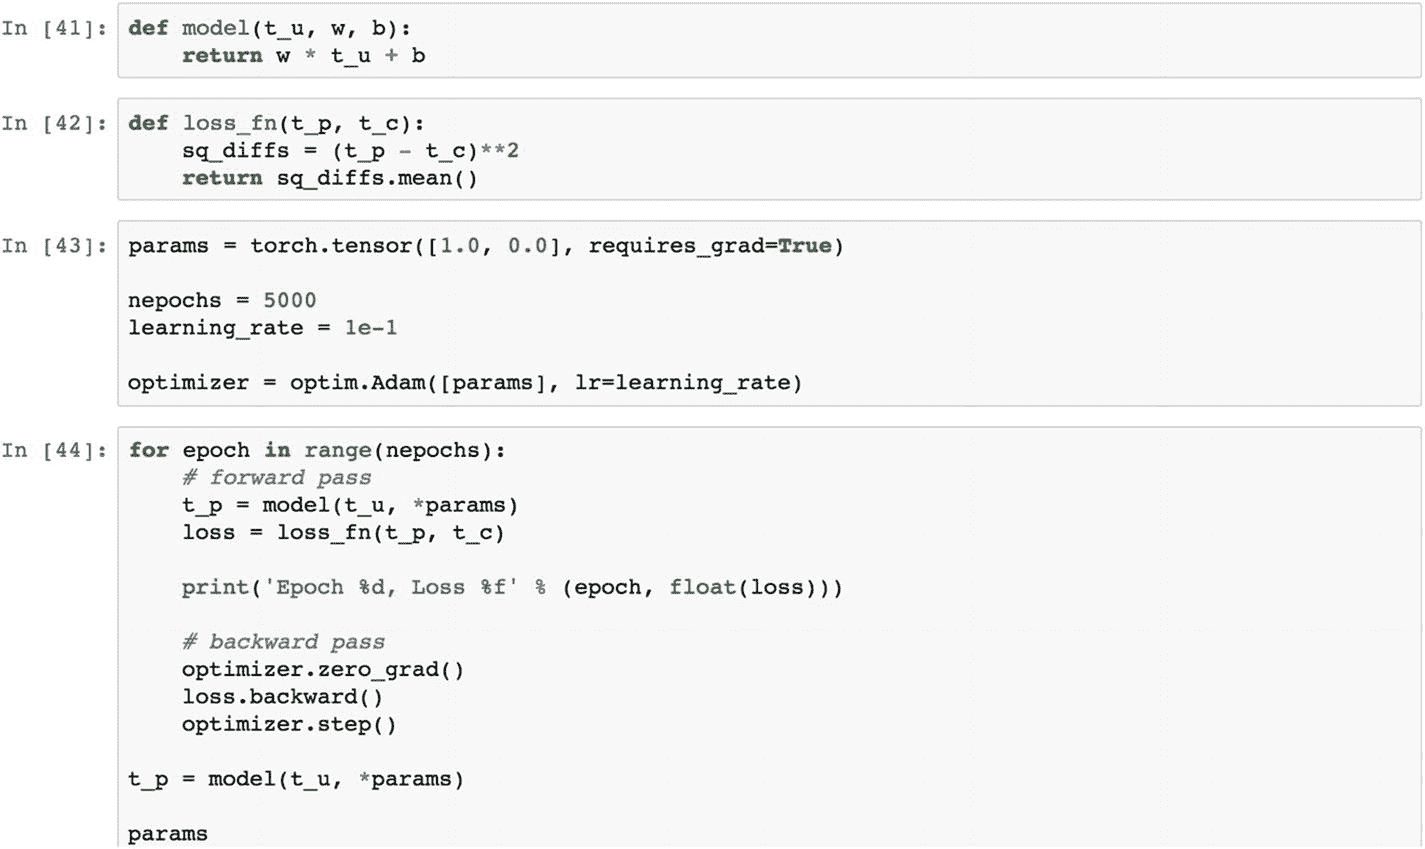 In [41]: def model(t_u, w, b):
    return w * t_u + b
In [42]: def loss_fn(t_p, t_c):
    sq_diffs = (t_p - t_c)**2
    return sq_diffs.mean()
In [43]: params = torch.tensor([1.0, 0.0], requires_grad=True)
nepochs = 5000
learning_rate = 1e-1
optimizer = optim.Adam([params], lr=learning_rate)
In [44]: for epoch in range(nepochs):
    # forward pass
    t_p = model(t_u, *params)
    loss = loss_fn(t_p, t_c)
    print('Epoch %d, Loss %f' % (epoch, float(loss)))
    # backward pass
    optimizer.zero_grad()
    loss.backward()
    optimizer.step()
t_p = model(t_u, *params)
params